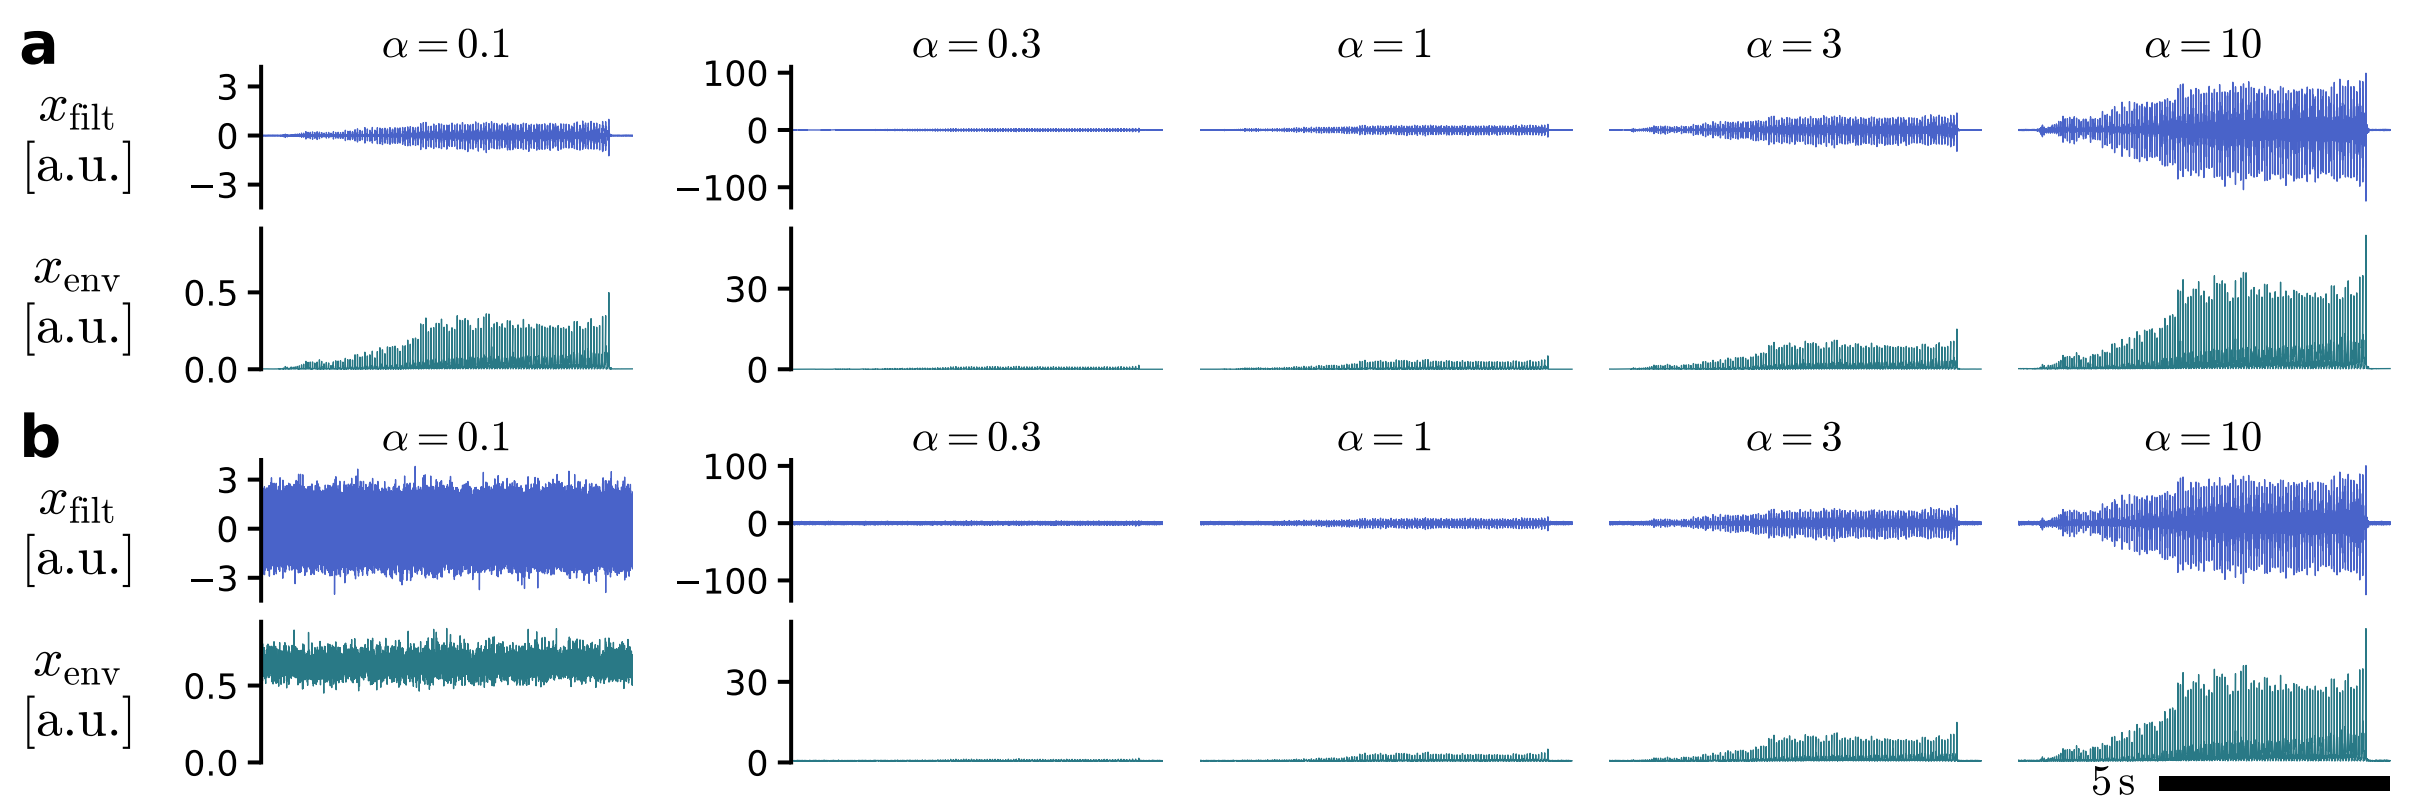 a
α = 0.1
α = 0.3
α = 1
α = 3
α = 10
x_filt
[a.u.]
3
0
−3
100
0
−100
x_env
[a.u.]
0.5
0.0
30
0
b
α = 0.1
α = 0.3
α = 1
α = 3
α = 10
x_filt
[a.u.]
3
0
−3
100
0
−100
x_env
[a.u.]
0.5
0.0
30
0
5 s